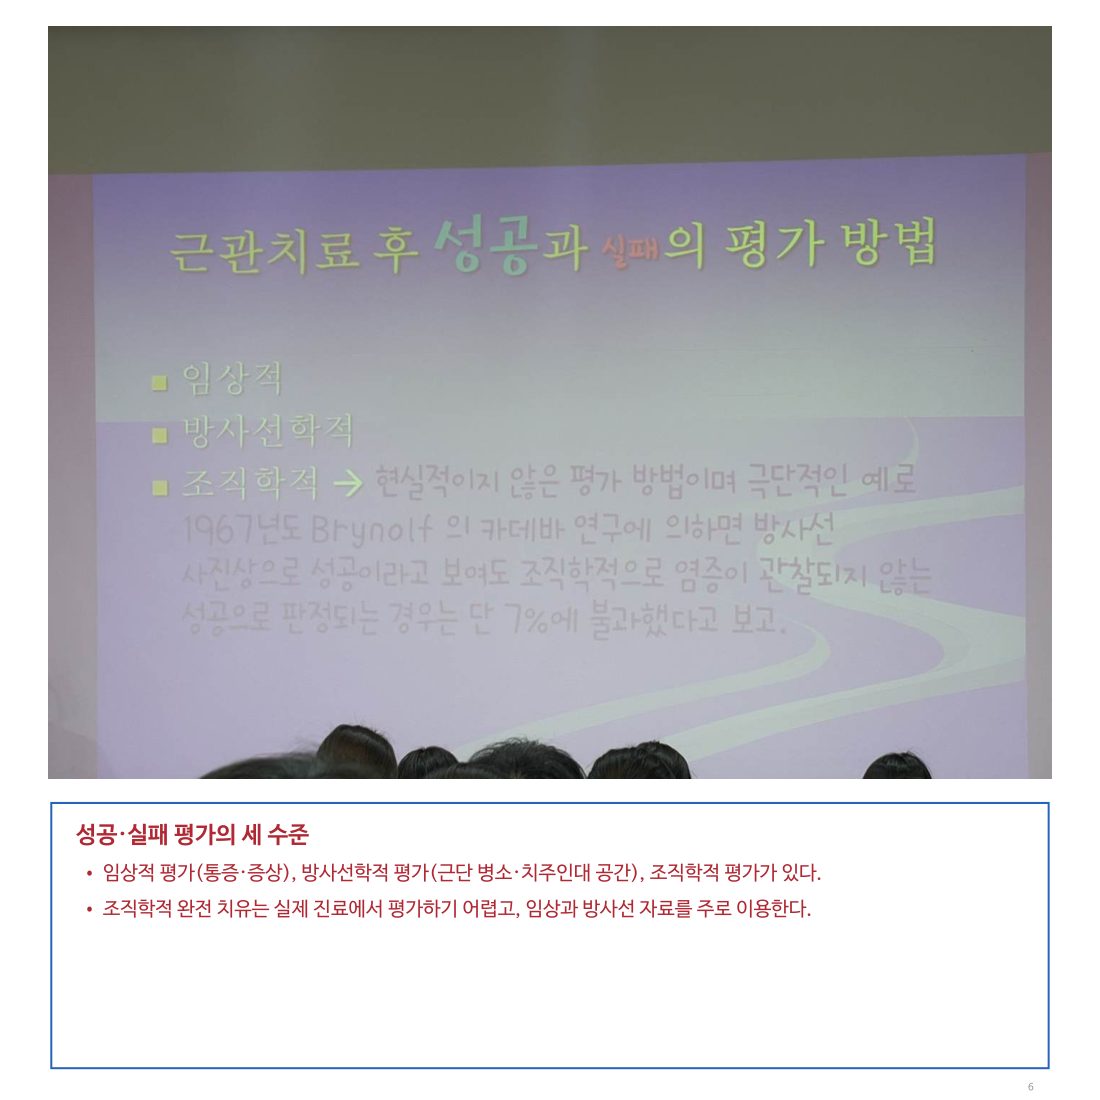 근관치료 후 성공과 실패의 평가 방법
■ 임상적
■ 방사선학적
■ 조직학적 → 현실적이지 않은 평가 방법이며 극단적인 예로
1967년도 Brynolf 의 카데바 연구에 의하면 방사선
사진상으로 성공이라고 보여도 조직학적으로 염증이 관찰되지 않는
성공으로 판정되는 경우는 단 7%에 불과했다고 보고.
성공·실패 평가의 세 수준
• 임상적 평가(통증·증상), 방사선학적 평가(근단 병소·치주인대 공간), 조직학적 평가가 있다.
• 조직학적 완전 치유는 실제 진료에서 평가하기 어렵고, 임상과 방사선 자료를 주로 이용한다.
6